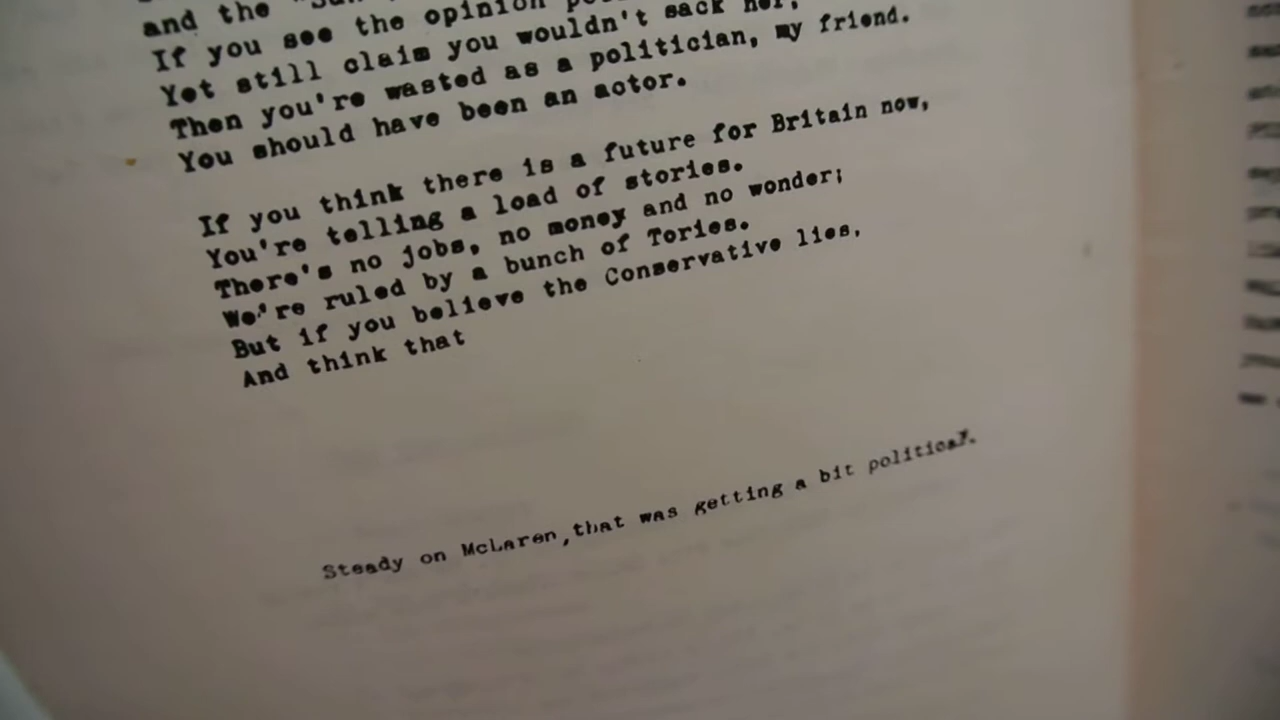 and the
If you see the opinion
Yet still claim you wouldn't sack her,
Then you're wasted as a politician, my friend.
You should have been an actor.
If you think there is a future for Britain now,
You're telling a load of stories.
There's no jobs, no money and no wonder;
We're ruled by a bunch of Tories.
But if you believe the Conservative lies,
And think that
Steady on McLaren,that was getting a bit political.